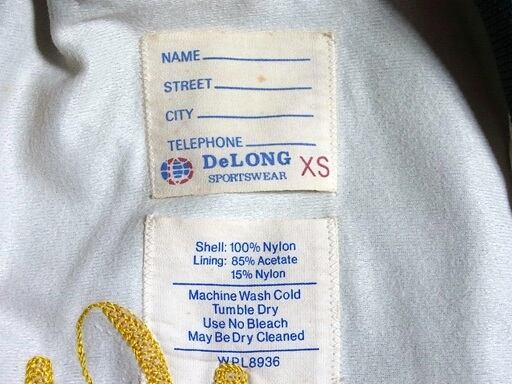 NAME
STREET
CITY
TELEPHONE
DeLONG XS
SPORTSWEAR
Shell: 100% Nylon
Lining: 85% Acetate
15% Nylon
Machine Wash Cold
Tumble Dry
Use No Bleach
May Be Dry Cleaned
WPL8936